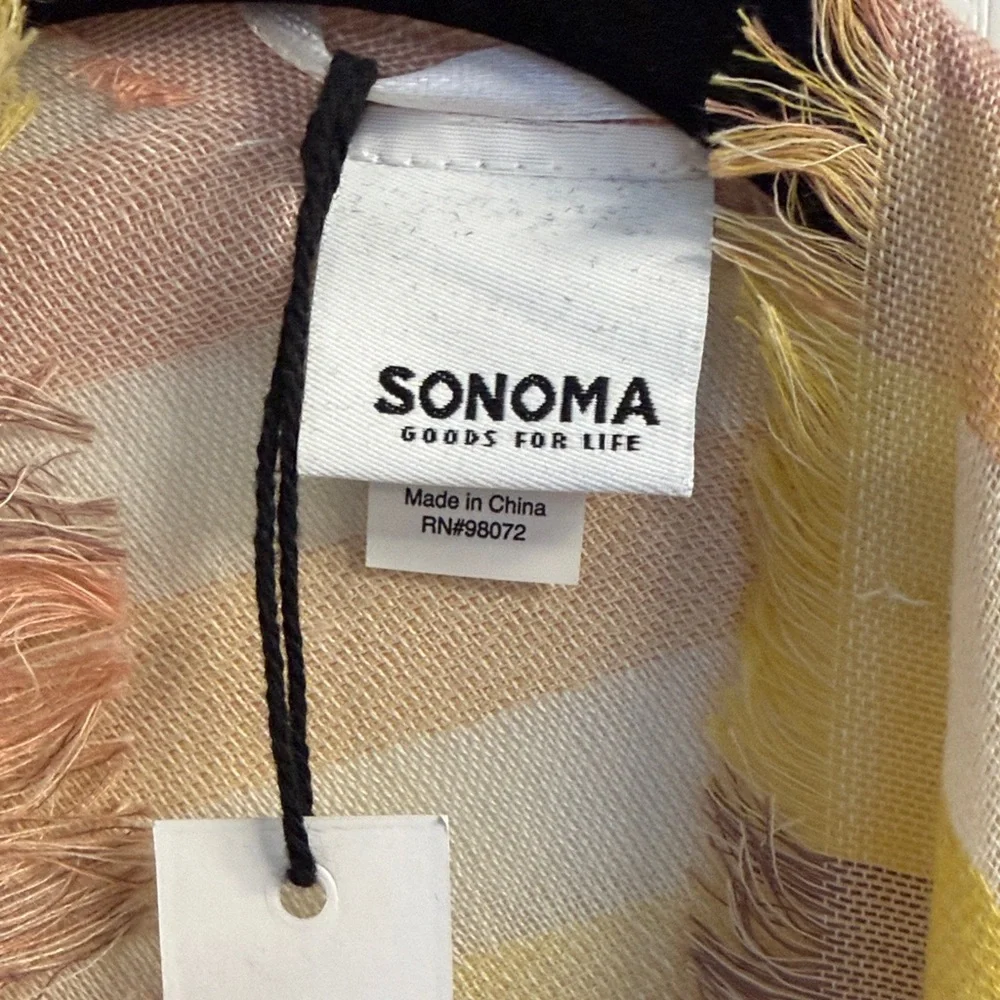 SONOMA
GOODS FOR LIFE
Made in China
RN#98072